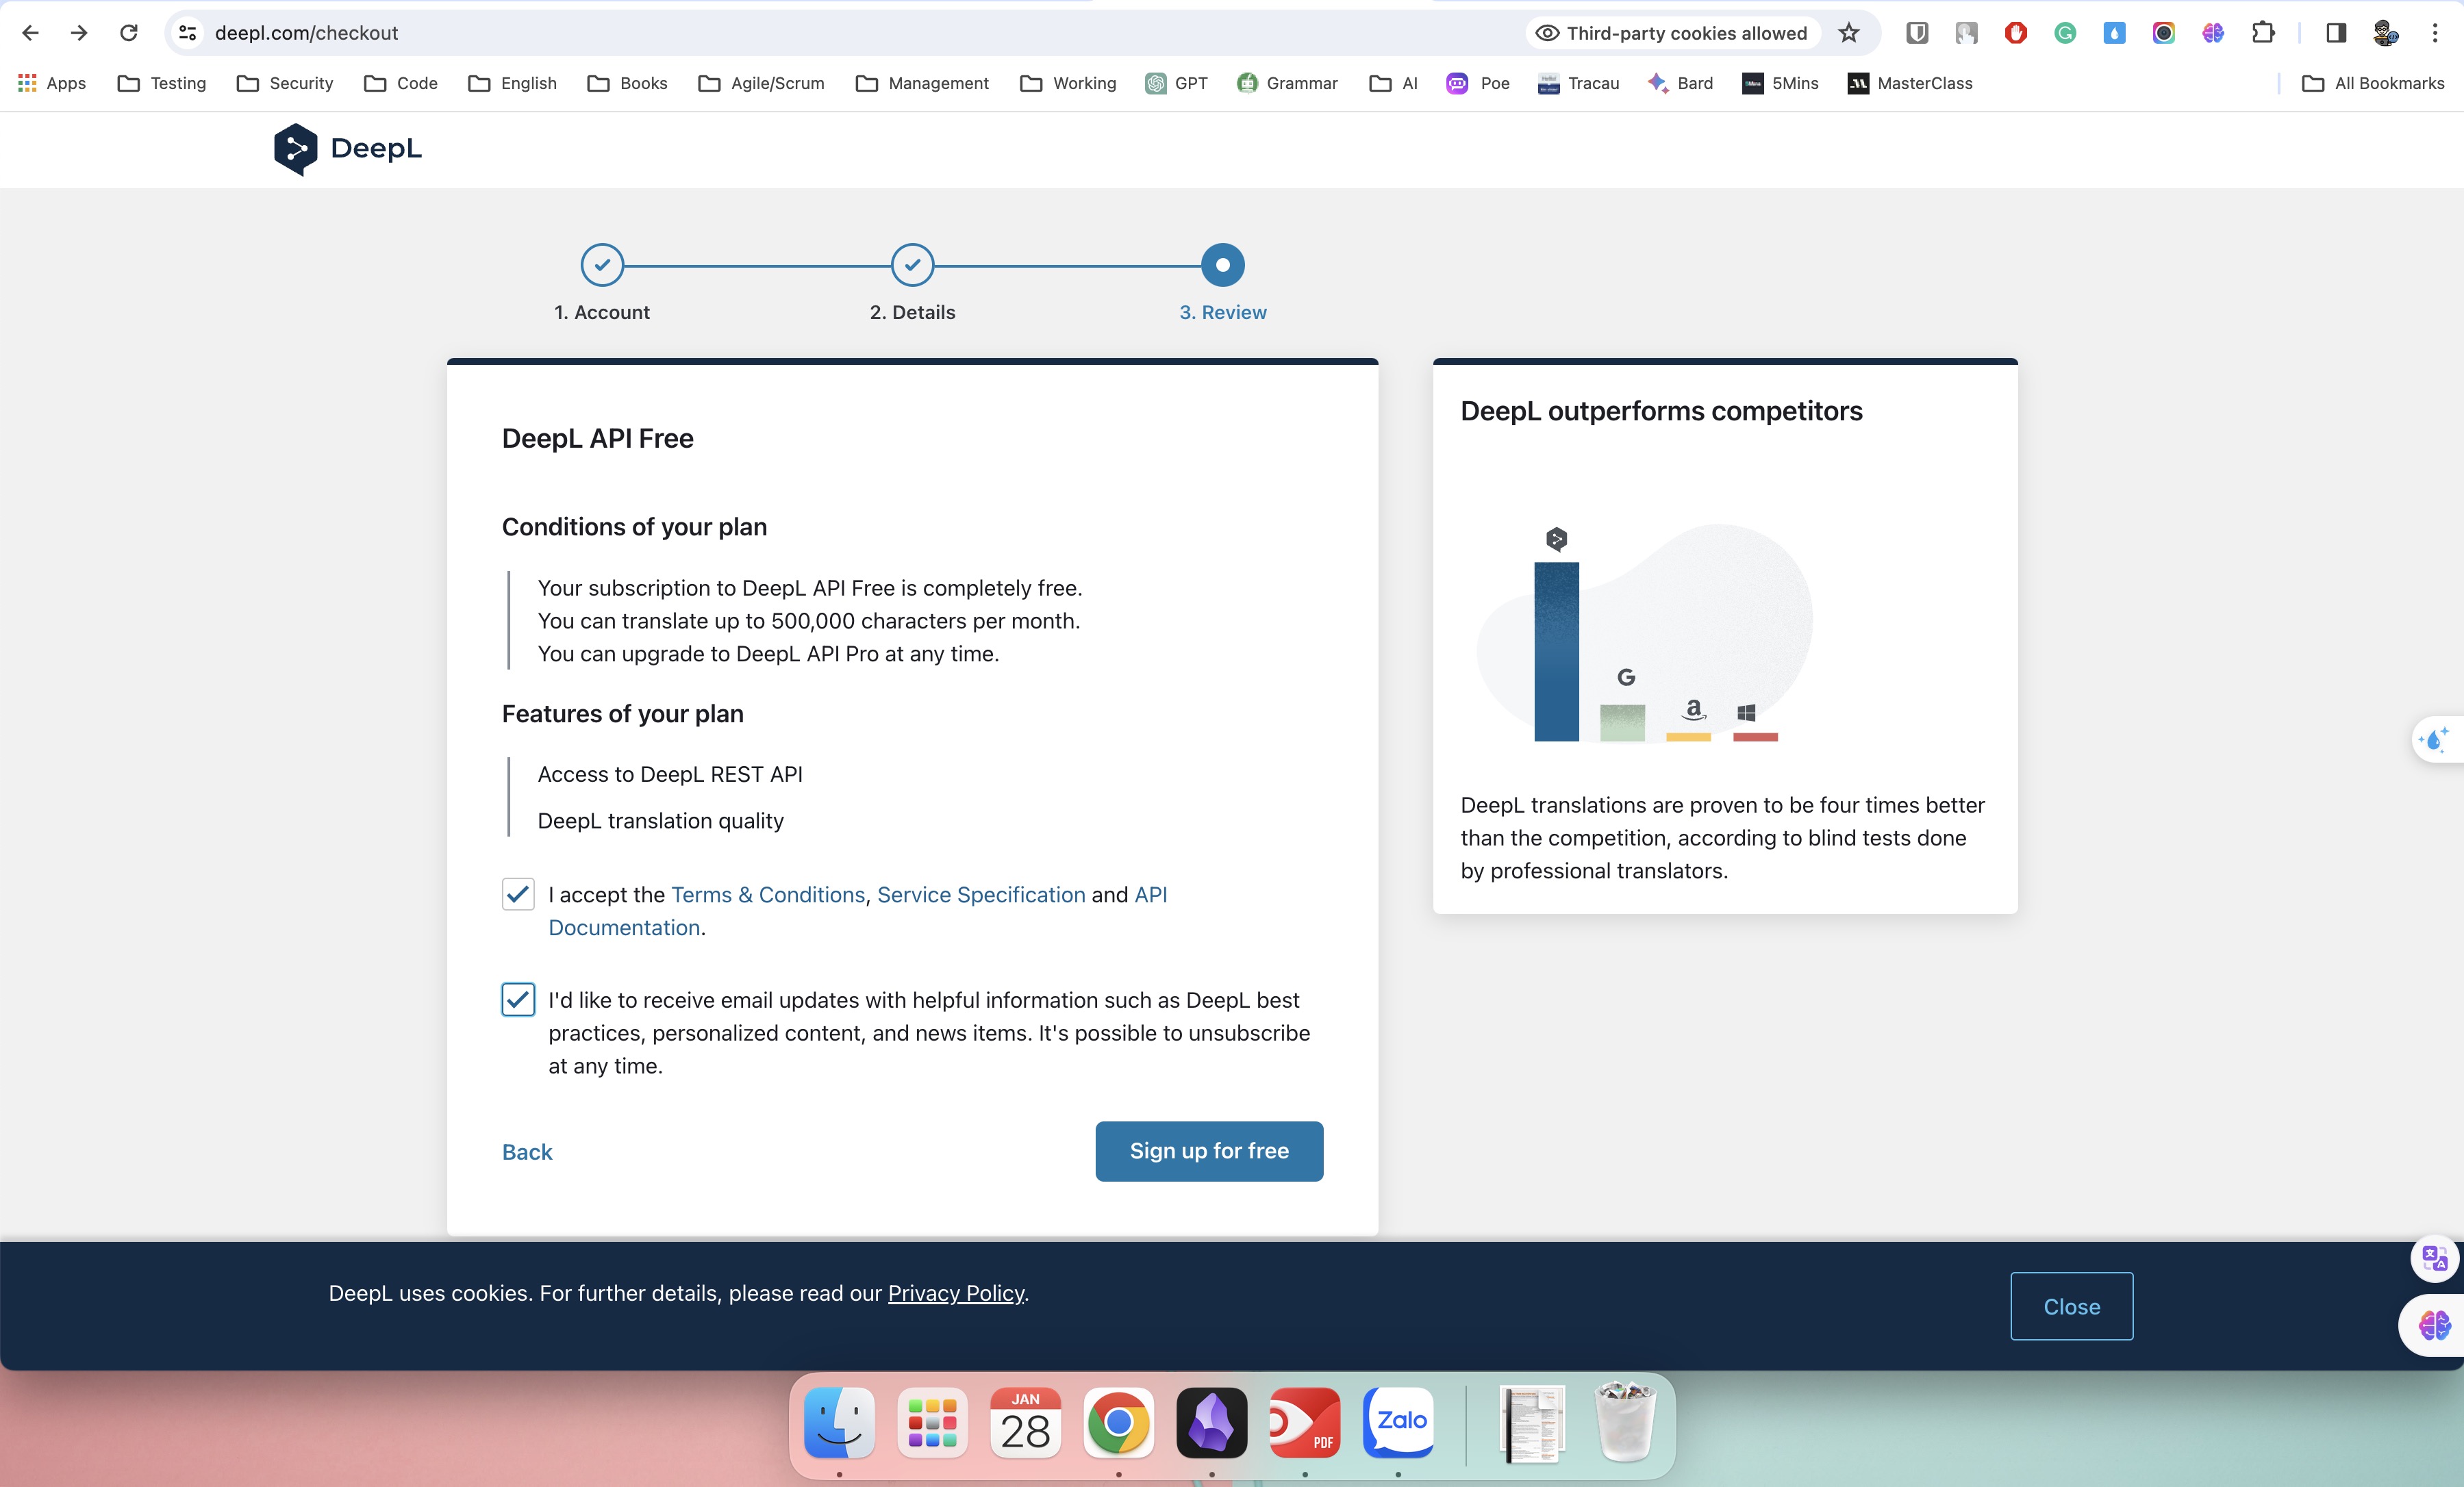 deepl.com/checkout
Third-party cookies allowed
Apps
Testing
Security
Code
English
Books
Agile/Scrum
Management
Working
GPT
Grammar
AI
Poe
Tracau
Bard
5Mins
MasterClass
All Bookmarks
DeepL
1. Account
2. Details
3. Review
DeepL API Free
Conditions of your plan
Your subscription to DeepL API Free is completely free.
You can translate up to 500,000 characters per month.
You can upgrade to DeepL API Pro at any time.
Features of your plan
Access to DeepL REST API
DeepL translation quality
I accept the Terms & Conditions, Service Specification and API
Documentation.
I'd like to receive email updates with helpful information such as DeepL best
practices, personalized content, and news items. It's possible to unsubscribe
at any time.
Back
Sign up for free
DeepL outperforms competitors
DeepL translations are proven to be four times better
than the competition, according to blind tests done
by professional translators.
DeepL uses cookies. For further details, please read our Privacy Policy.
Close
JAN
28
PDF
Zalo